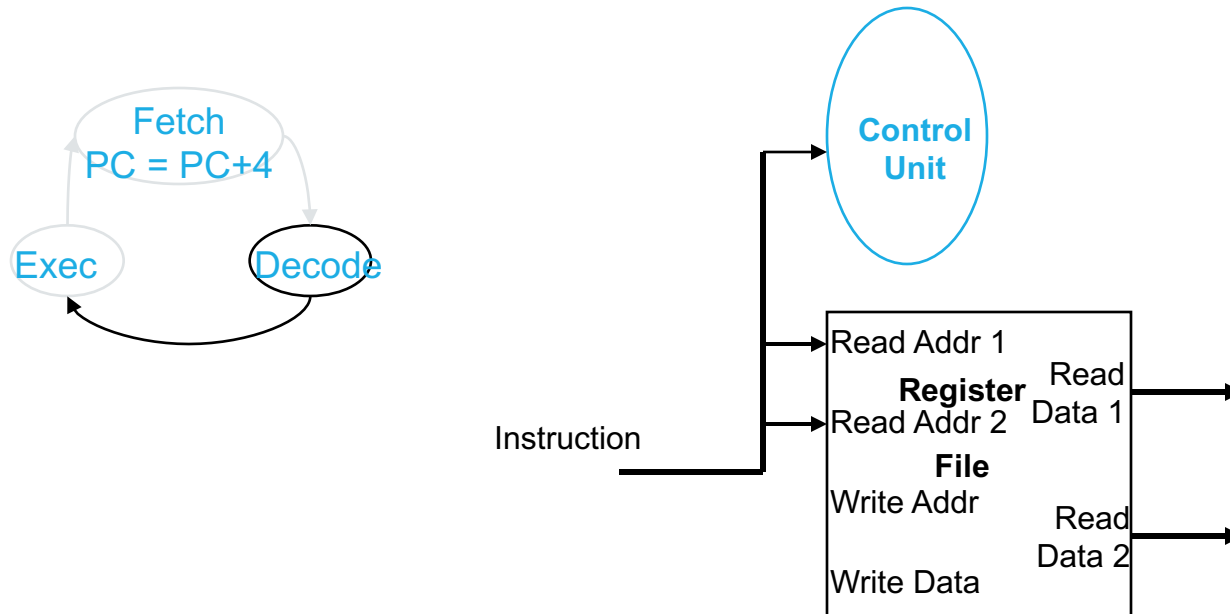 Fetch
PC = PC+4
Exec
Decode
Control
Unit
Instruction
Read Addr 1
Register
Read Addr 2
File
Write Addr
Write Data
Read
Data 1
Read
Data 2